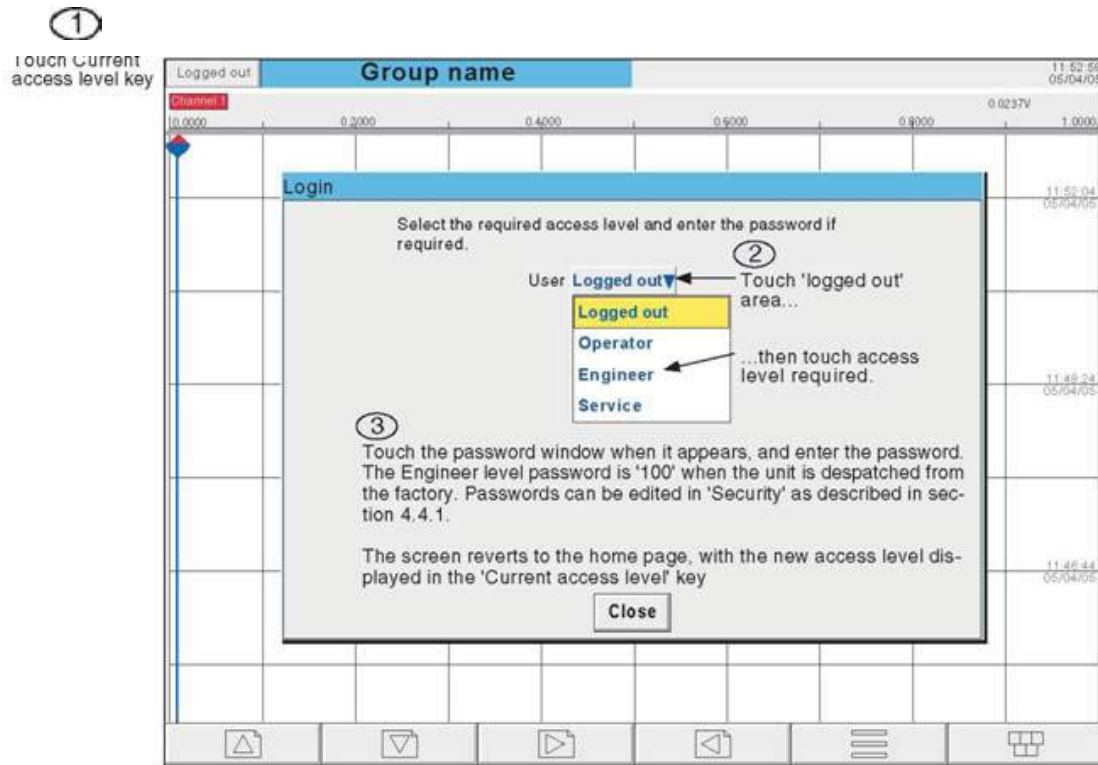 1
Touch Current
access level key
Logged out
Group name
11:52:59
05/04/05
Channel 1
0.0237V
0.0000
0.2000
0.4000
0.6000
0.8000
1.0000
Login
11:52:04
05/04/05
Select the required access level and enter the password if
required.
2
User Logged out
Touch 'logged out'
area...
Logged out
Operator
Engineer
Service
...then touch access
level required.
11:49:24
05/04/05
3
Touch the password window when it appears, and enter the password.
The Engineer level password is '100' when the unit is despatched from
the factory. Passwords can be edited in 'Security' as described in sec-
tion 4.4.1.
The screen reverts to the home page, with the new access level dis-
played in the 'Current access level' key
11:46:44
05/04/05
Close